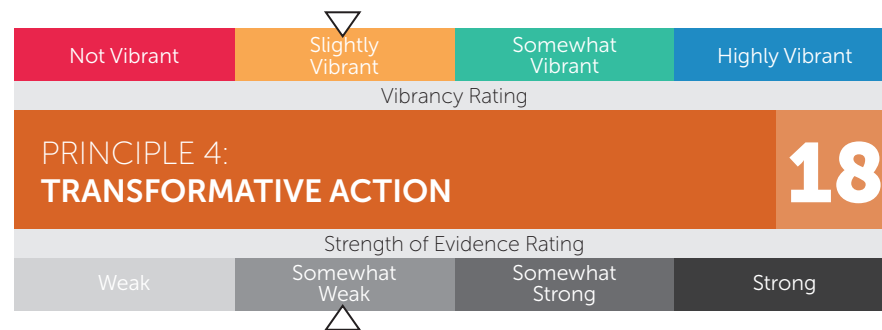 Not Vibrant
Slightly
Vibrant
Somewhat
Vibrant
Highly Vibrant
Vibrancy Rating
PRINCIPLE 4:
TRANSFORMATIVE ACTION
18
Strength of Evidence Rating
Weak
Somewhat
Weak
Somewhat
Strong
Strong